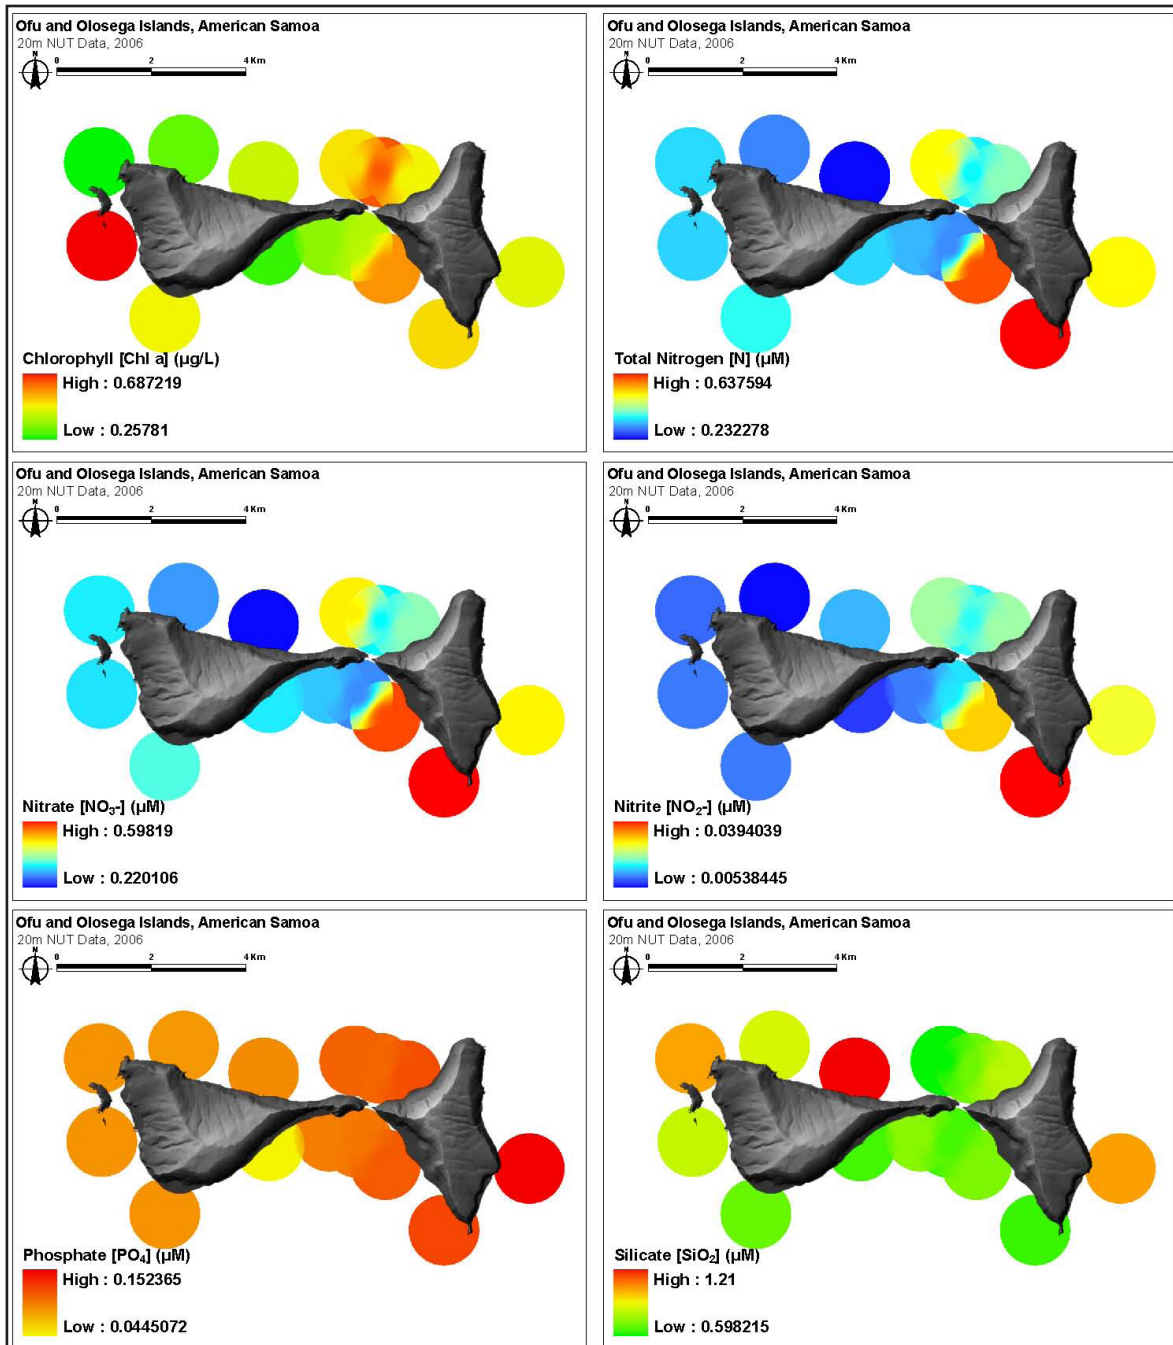 Ofu and Olosega Islands, American Samoa
20m NUT Data, 2006
N
0 2 4 Km
Chlorophyll [Chl a] (µg/L)
High : 0.687219
Low : 0.25781
Ofu and Olosega Islands, American Samoa
20m NUT Data, 2006
N
0 2 4 Km
Total Nitrogen [N] (µM)
High : 0.637594
Low : 0.232278
Ofu and Olosega Islands, American Samoa
20m NUT Data, 2006
N
0 2 4 Km
Nitrate [NO₃-] (µM)
High : 0.59819
Low : 0.220106
Ofu and Olosega Islands, American Samoa
20m NUT Data, 2006
N
0 2 4 Km
Nitrite [NO₂-] (µM)
High : 0.0394039
Low : 0.00538445
Ofu and Olosega Islands, American Samoa
20m NUT Data, 2006
N
0 2 4 Km
Phosphate [PO₄] (µM)
High : 0.152365
Low : 0.0445072
Ofu and Olosega Islands, American Samoa
20m NUT Data, 2006
N
0 2 4 Km
Silicate [SiO₂] (µM)
High : 1.21
Low : 0.598215